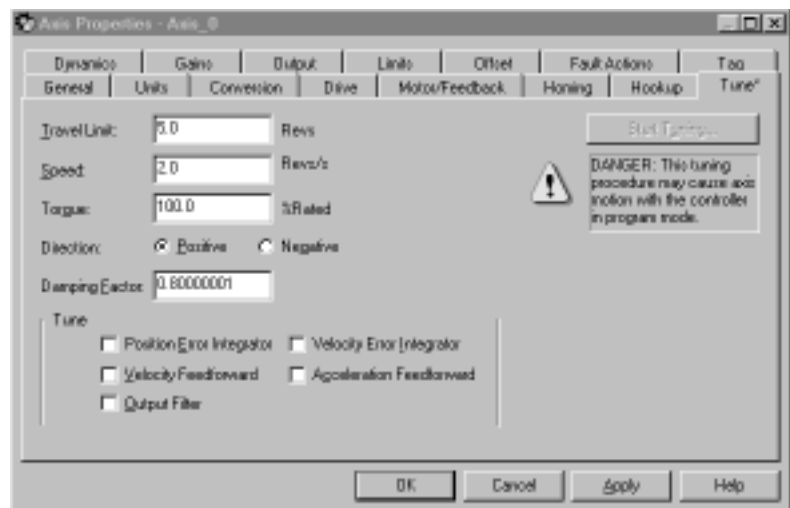 Axis Properties - Axis_0
Dynamics Gains Output Limits Offset Fault Actions Tag
General Units Conversion Drive Motor/Feedback Homing Hookup Tune*
Travel Limit: 5.0 Revs
Start Tuning...
Speed: 2.0 Revs/s
DANGER: This tuning
procedure may cause axis
motion with the controller
in program mode.
Torque: 100.0 %Rated
Direction: Positive Negative
Damping Factor: 0.80000001
Tune
Position Error Integrator Velocity Error Integrator
Velocity Feedforward Acceleration Feedforward
Output Filter
OK Cancel Apply Help